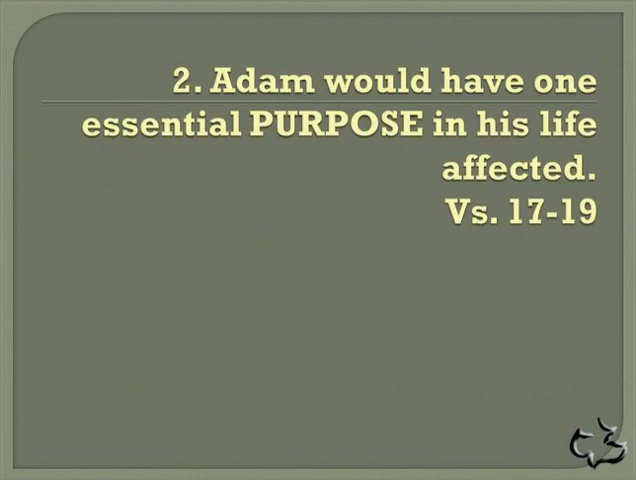 2. Adam would have one
essential PURPOSE in his life
affected.
Vs. 17-19